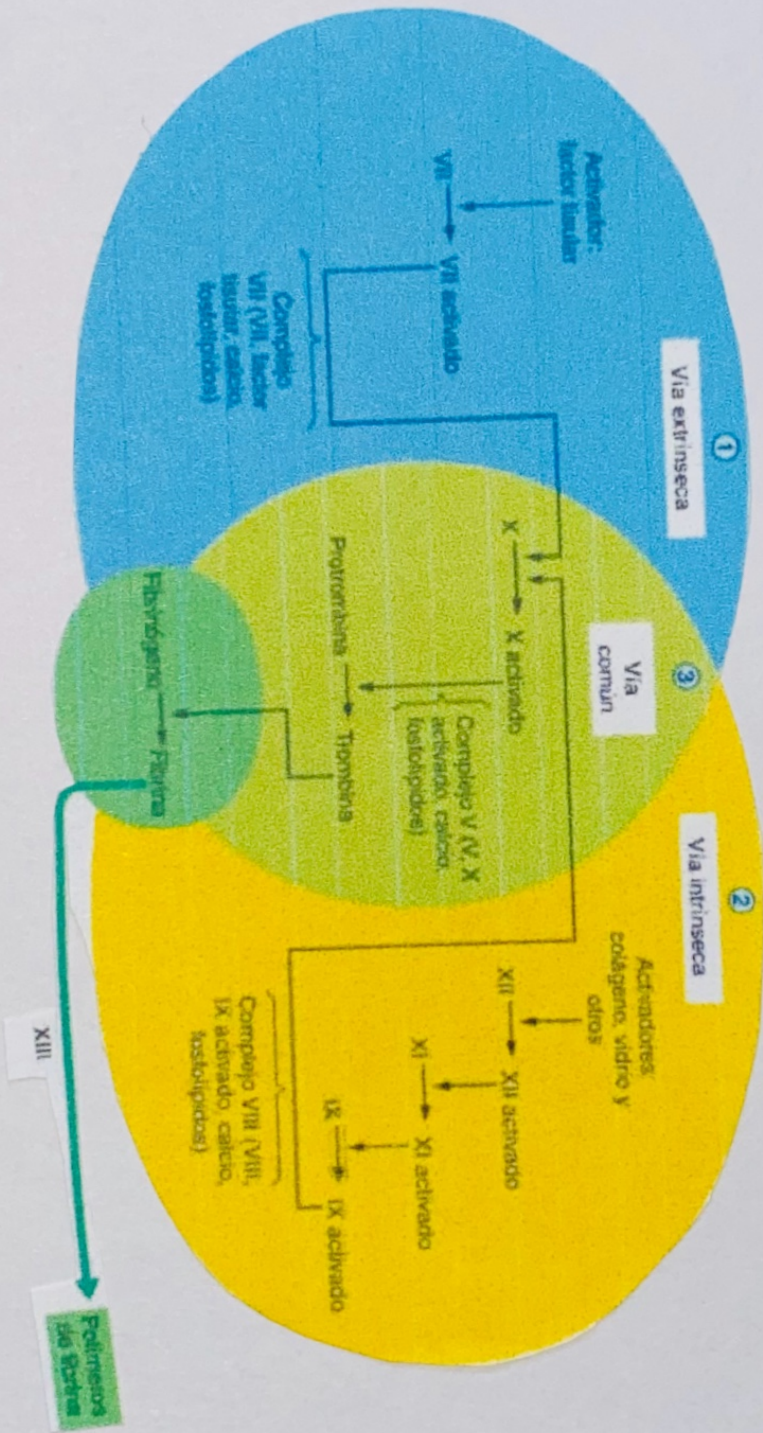 1
Vía extrínseca
Activador:
factor tisular
VII
VII activado
Complejo
VII (VII, factor
tisular, calcio,
fosfolípidos)
3
Vía
común
X
X activado
Complejo V (V, X
activado, calcio,
fosfolípidos)
Protrombina
Trombina
Fibrinógeno
Fibrina
2
Vía intrínseca
Activadores:
colágeno, vidrio y
otros
XII
XII activado
XI
XI activado
IX
IX activado
Complejo VIII (VIII,
IX activado, calcio,
fosfolípidos)
XIII
Polímeros
de fibrina